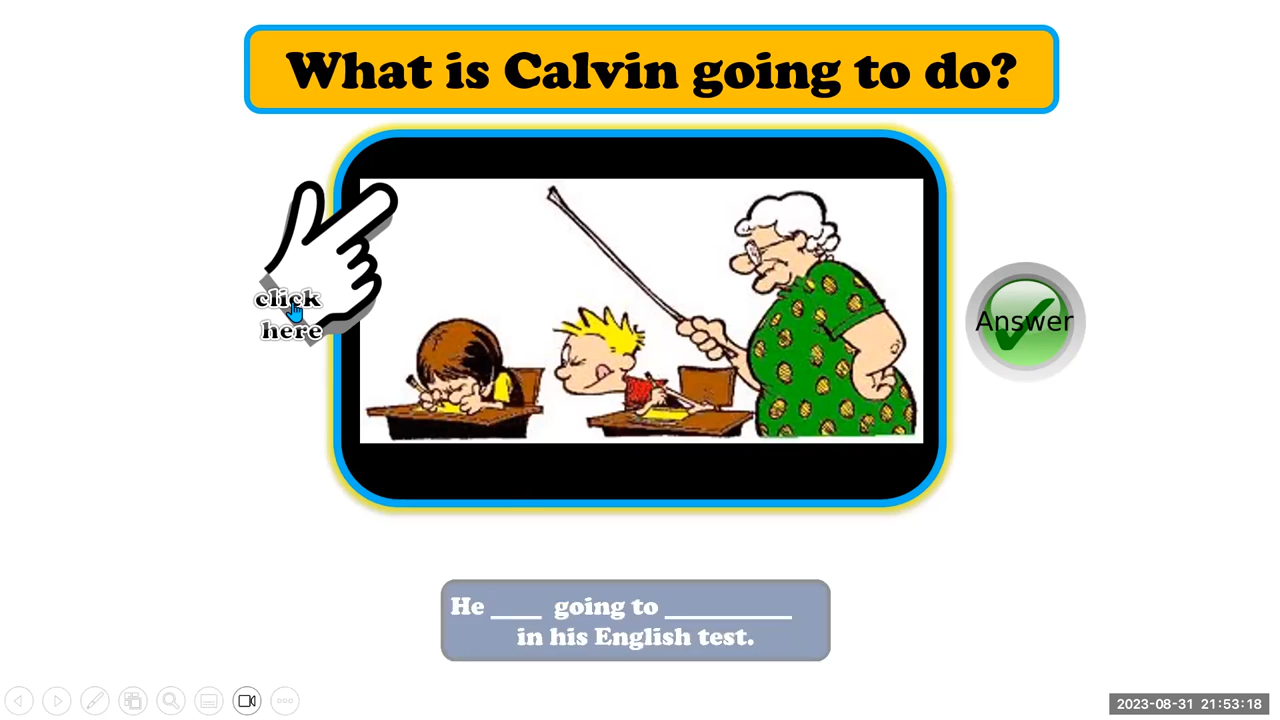 What is Calvin going to do?
click
here
Answer
He ____ going to __________
in his English test.
2023-08-31 21:53:18